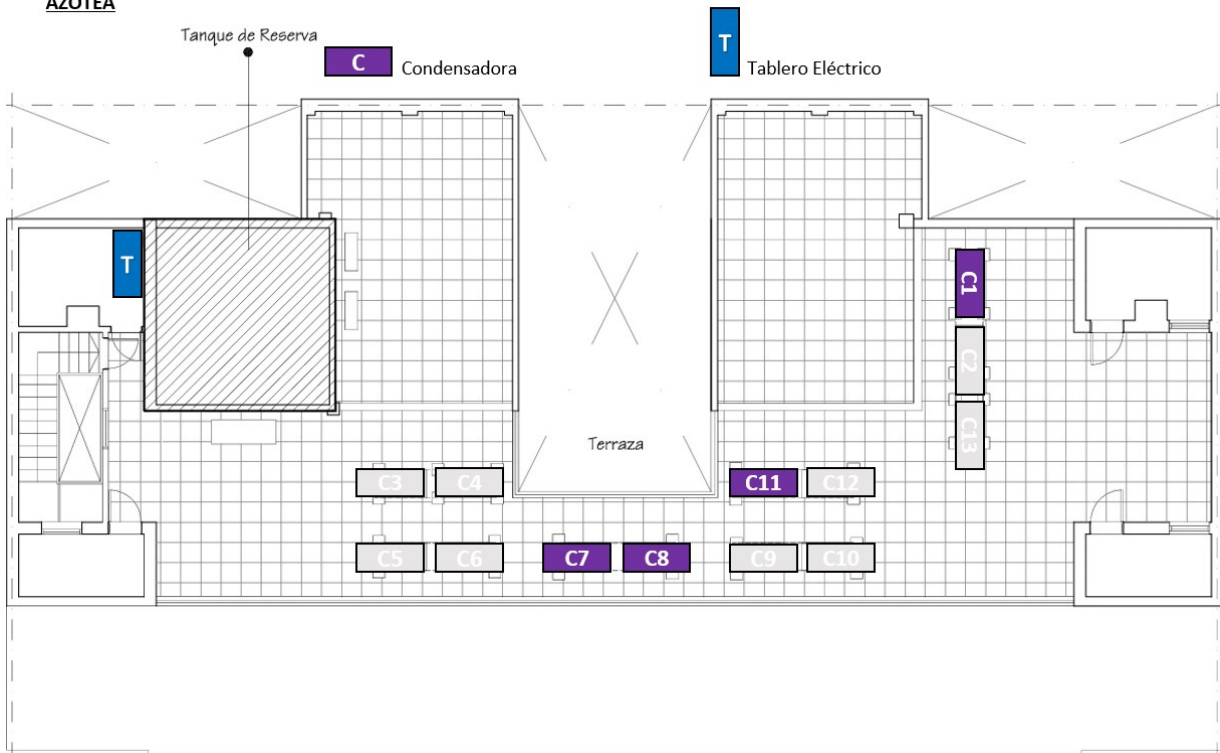 AZOTEA
Tanque de Reserva
C Condensadora
T Tablero Eléctrico
T
C1
C2
C13
Terraza
C3 C4 C11 C12
C5 C6 C7 C8 C9 C10